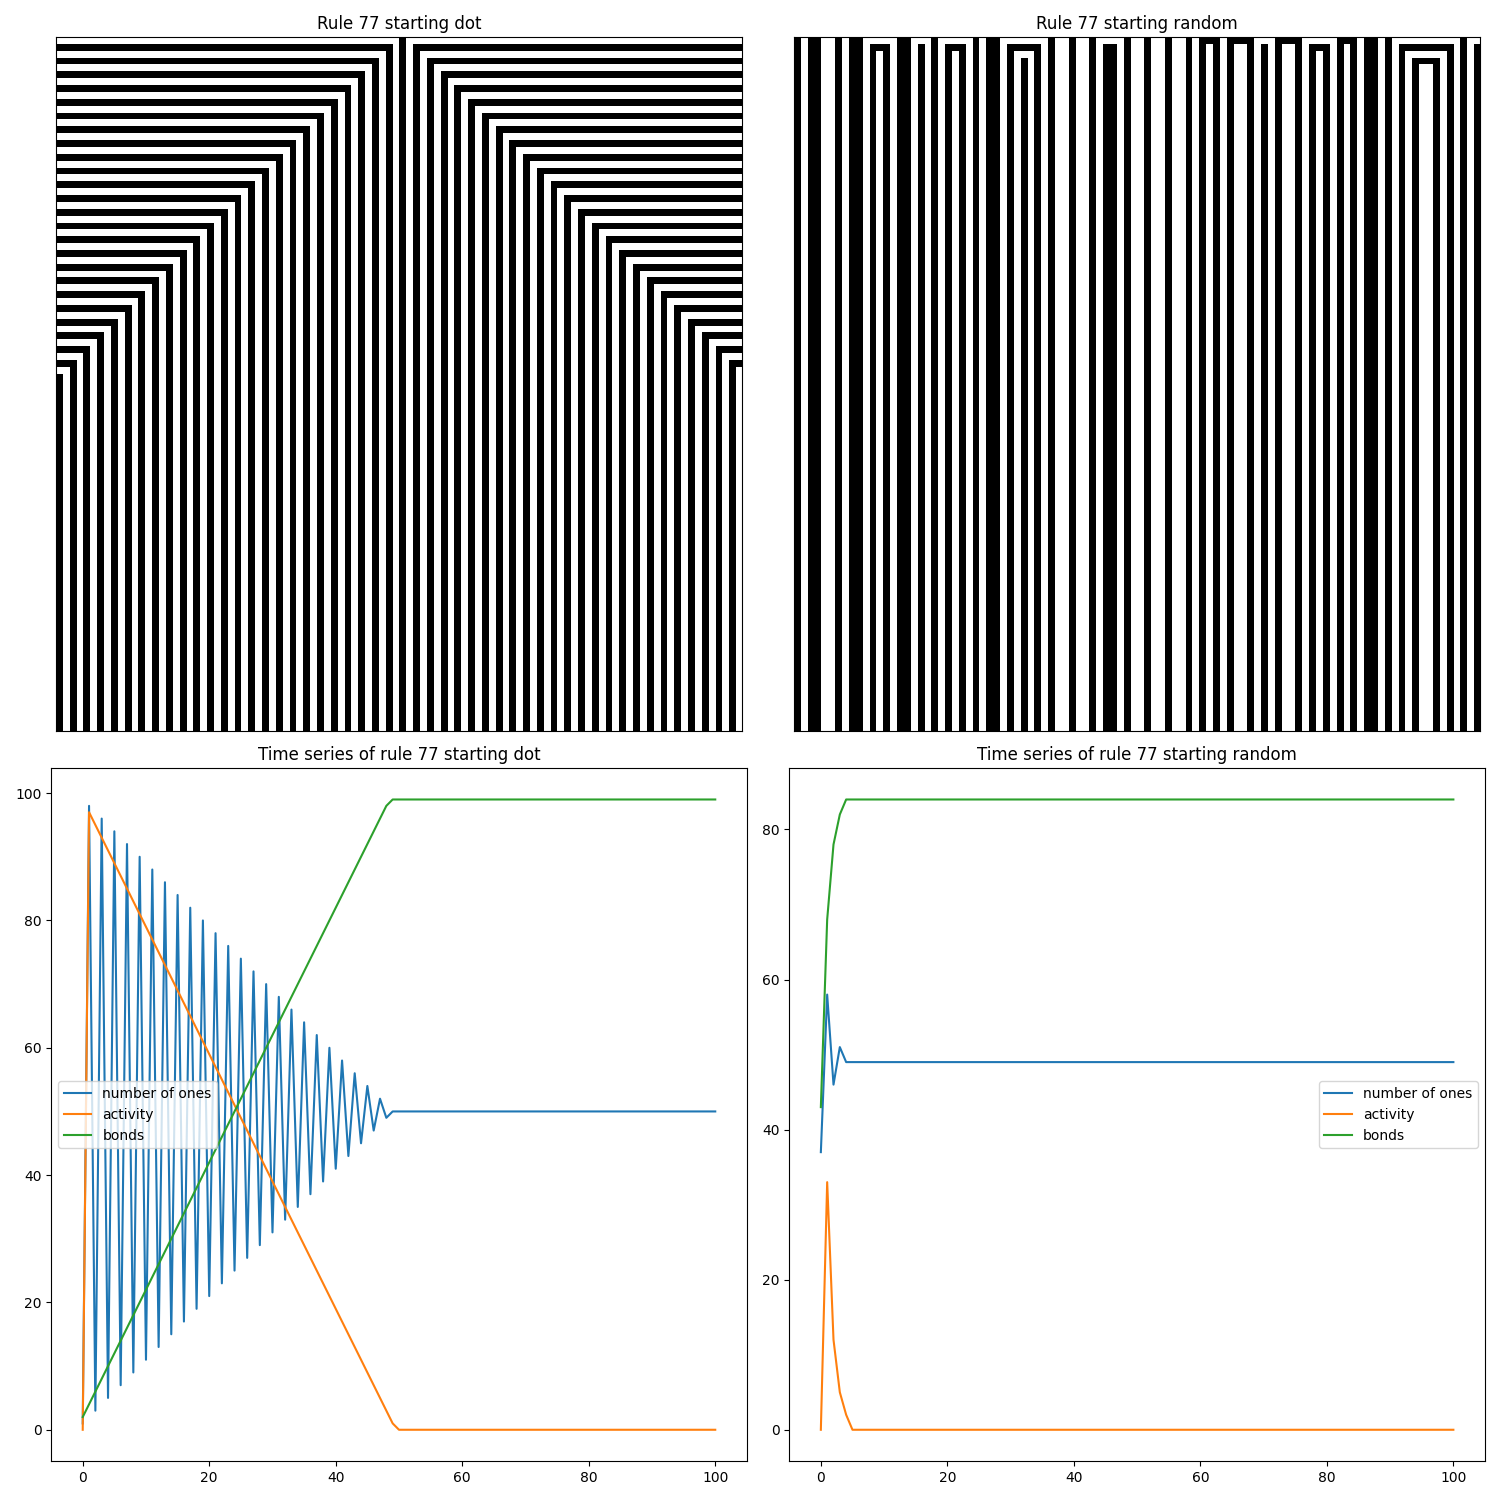 Rule 77 starting dot
Rule 77 starting random
Time series of rule 77 starting dot
100
80
60
40
20
0
number of ones
activity
bonds
0 20 40 60 80 100
Time series of rule 77 starting random
80
60
40
20
0
number of ones
activity
bonds
0 20 40 60 80 100